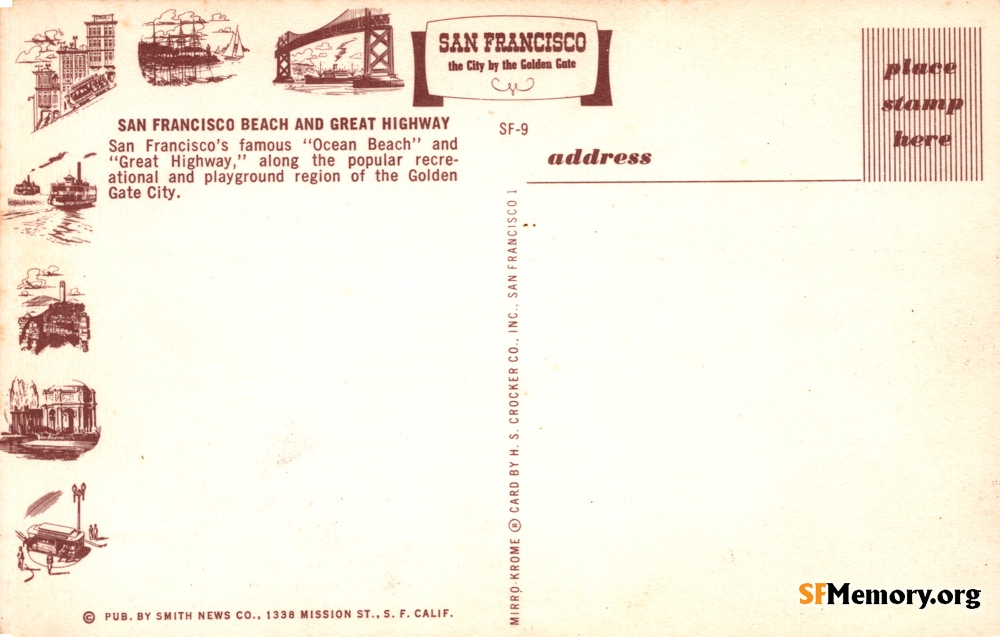 SAN FRANCISCO
the City by the Golden Gate
SAN FRANCISCO BEACH AND GREAT HIGHWAY
San Francisco's famous "Ocean Beach" and
"Great Highway," along the popular recre-
ational and playground region of the Golden
Gate City.
SF-9
address
place
stamp
here
MIRRO-KROME ® CARD BY H. S. CROCKER CO., INC., SAN FRANCISCO 1
© PUB. BY SMITH NEWS CO., 1338 MISSION ST., S. F. CALIF.
SFMemory.org